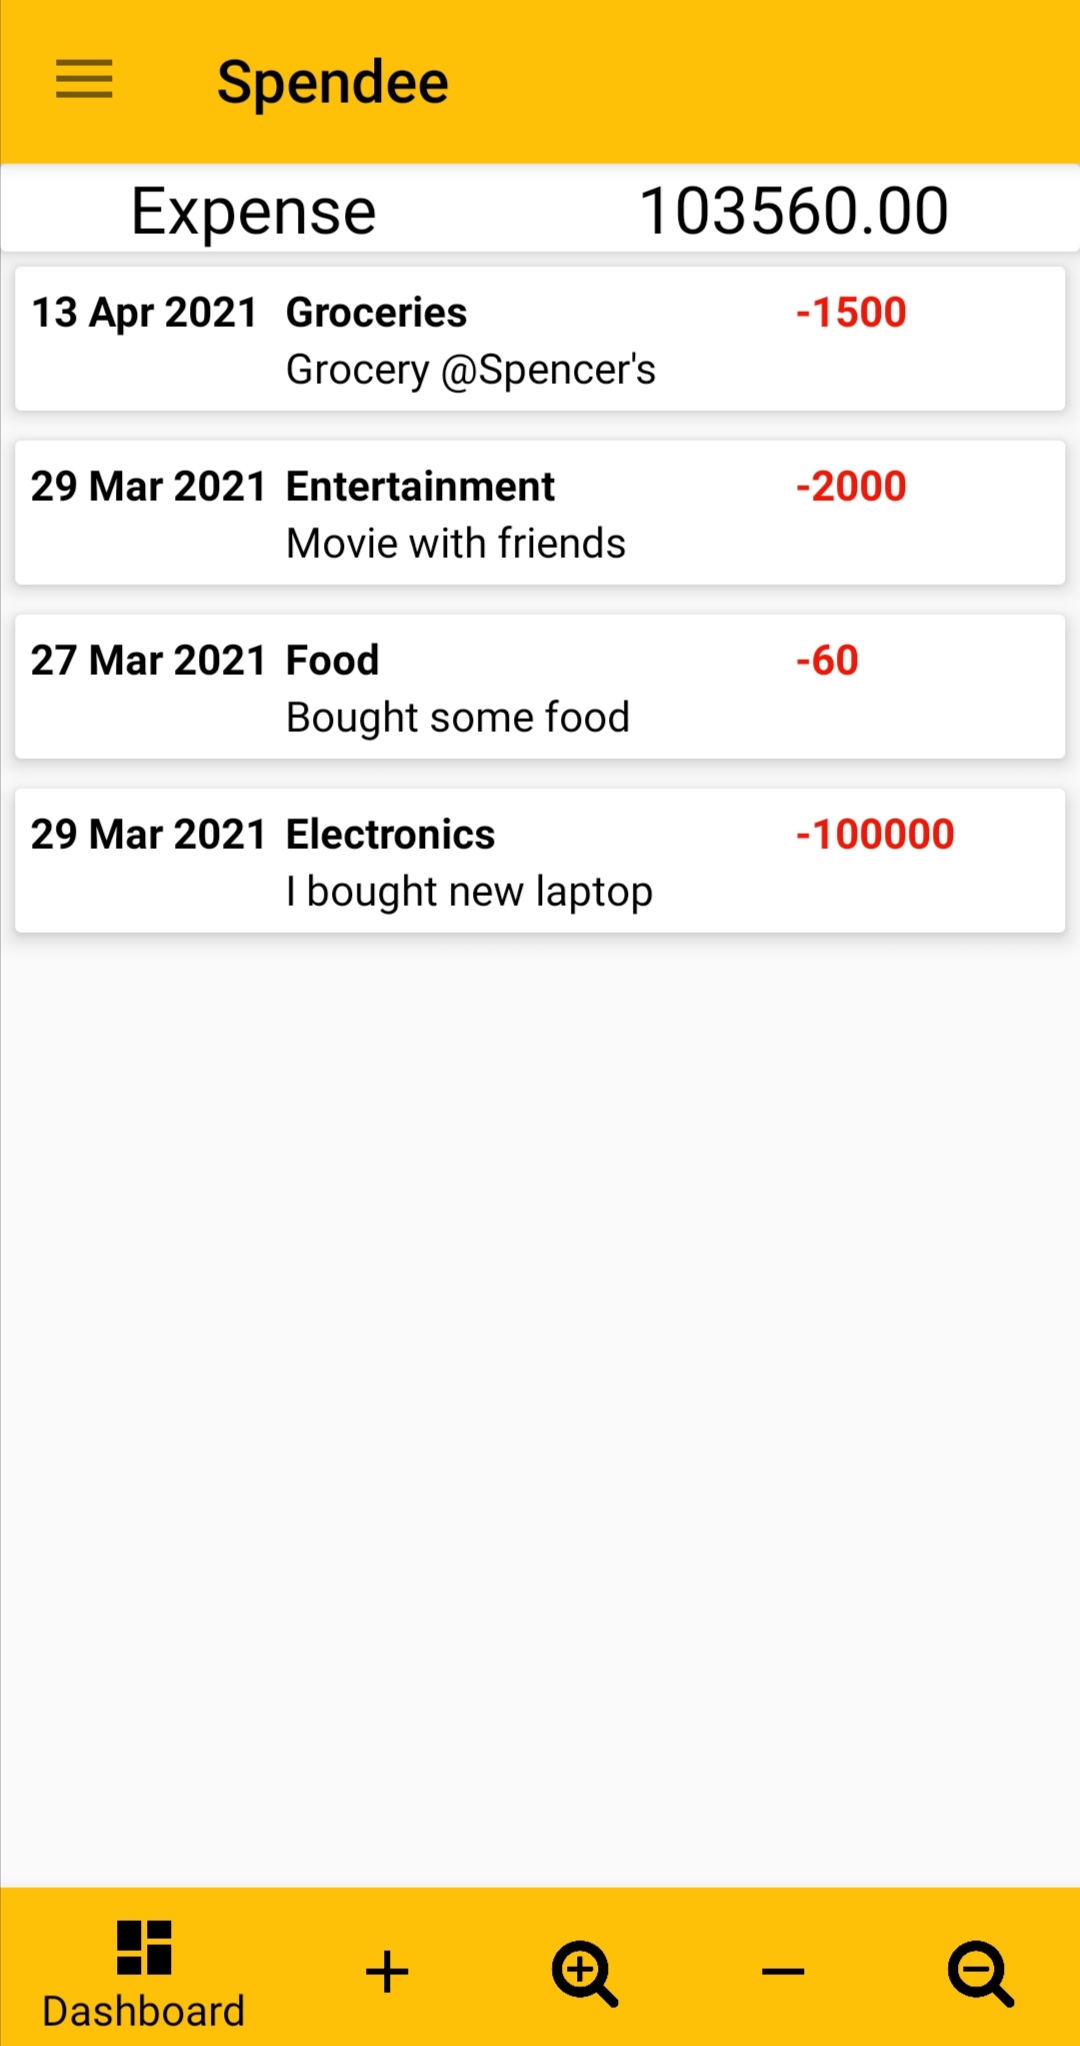 Spendee
Expense 103560.00
13 Apr 2021 Groceries -1500
Grocery @Spencer's
29 Mar 2021 Entertainment -2000
Movie with friends
27 Mar 2021 Food -60
Bought some food
29 Mar 2021 Electronics -100000
I bought new laptop
Dashboard